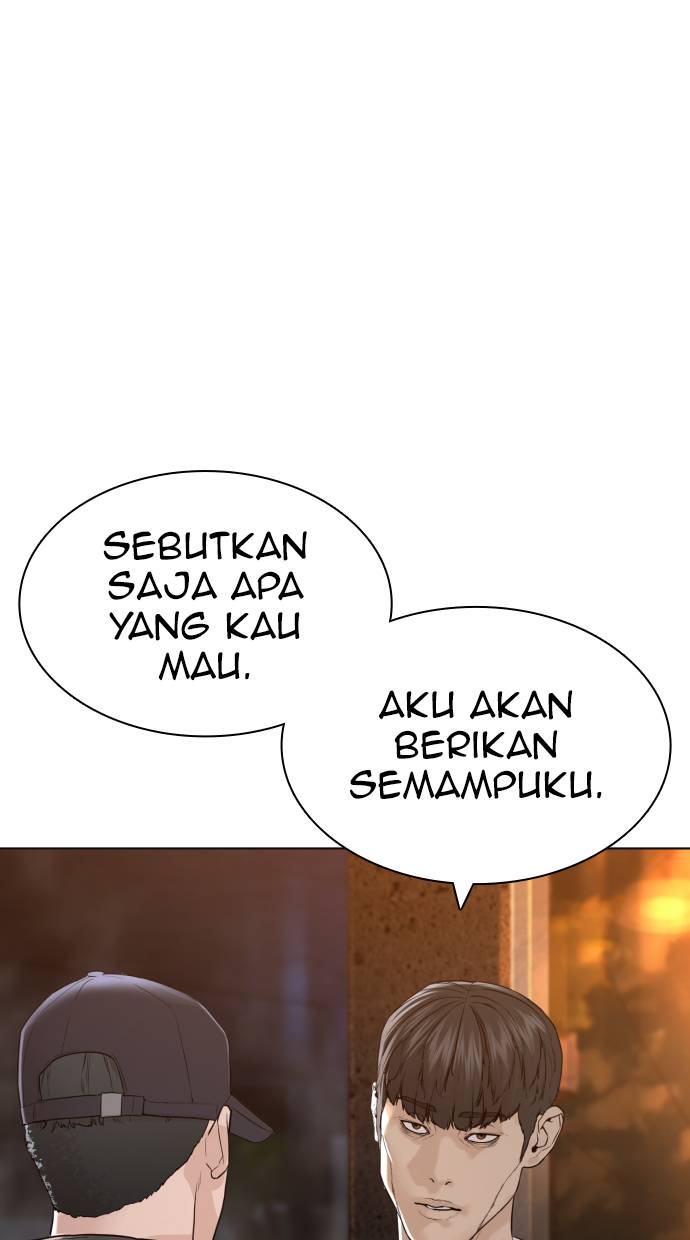 SEBUTKAN
SAJA APA
YANG KAU
MAU.
AKU AKAN
BERIKAN
SEMAMPUKU.